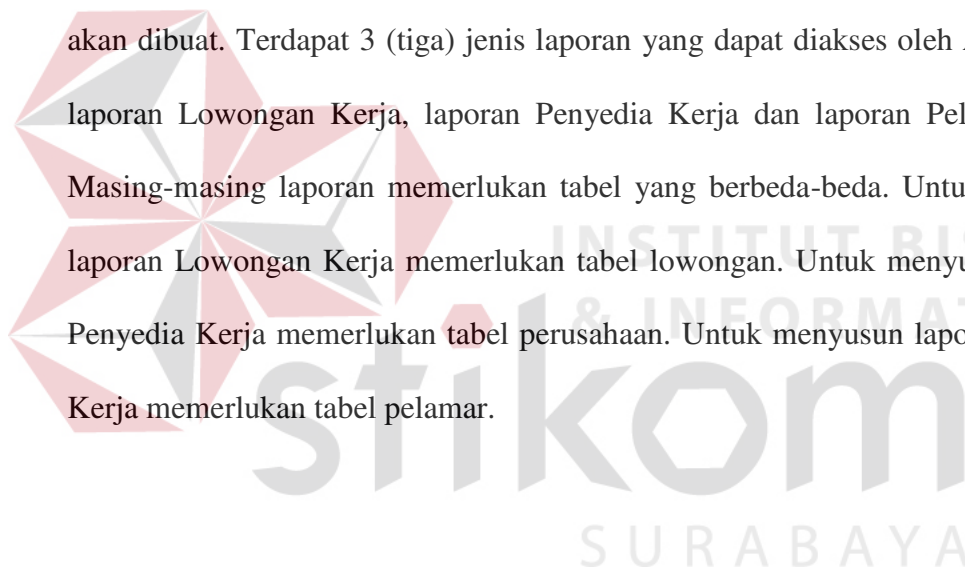 akan dibuat. Terdapat 3 (tiga) jenis laporan yang dapat diakses oleh
laporan Lowongan Kerja, laporan Penyedia Kerja dan laporan Pel
Masing-masing laporan memerlukan tabel yang berbeda-beda. Untu
laporan Lowongan Kerja memerlukan tabel lowongan. Untuk menyu
Penyedia Kerja memerlukan tabel perusahaan. Untuk menyusun lapo
Kerja memerlukan tabel pelamar.
INSTITUT BIS
& INFORMAT
stikom
SURABAYA